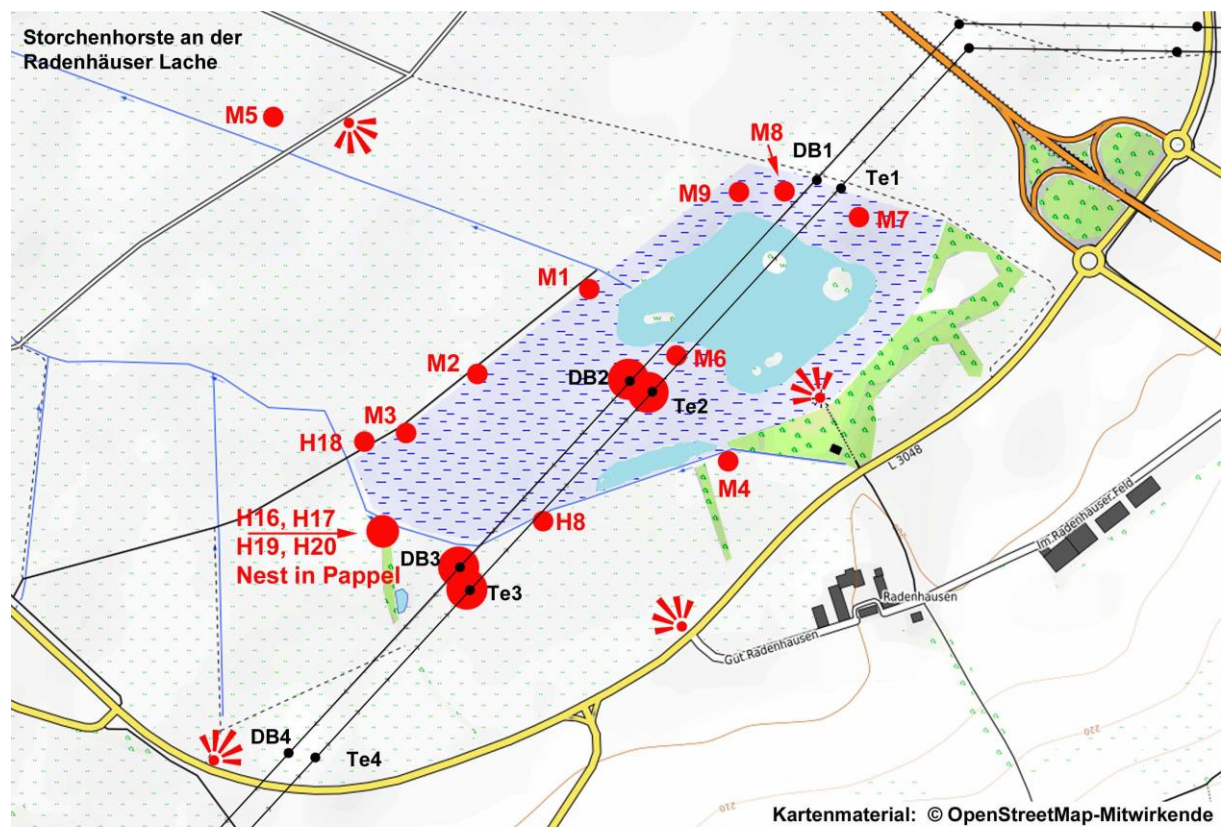 Storchenhorste an der
Radenhäuser Lache
M5
M8
DB1
Te1
M9
M7
M1
M6
M2
DB2
Te2
M3
H18
L 3048
M4
H16, H17
H19, H20
Nest in Pappel
H8
DB3
Te3
Im Radenhäuser Feld
Radenhausen
Gut Radenhausen
DB4
Te4
220
210
Kartenmaterial: © OpenStreetMap-Mitwirkende